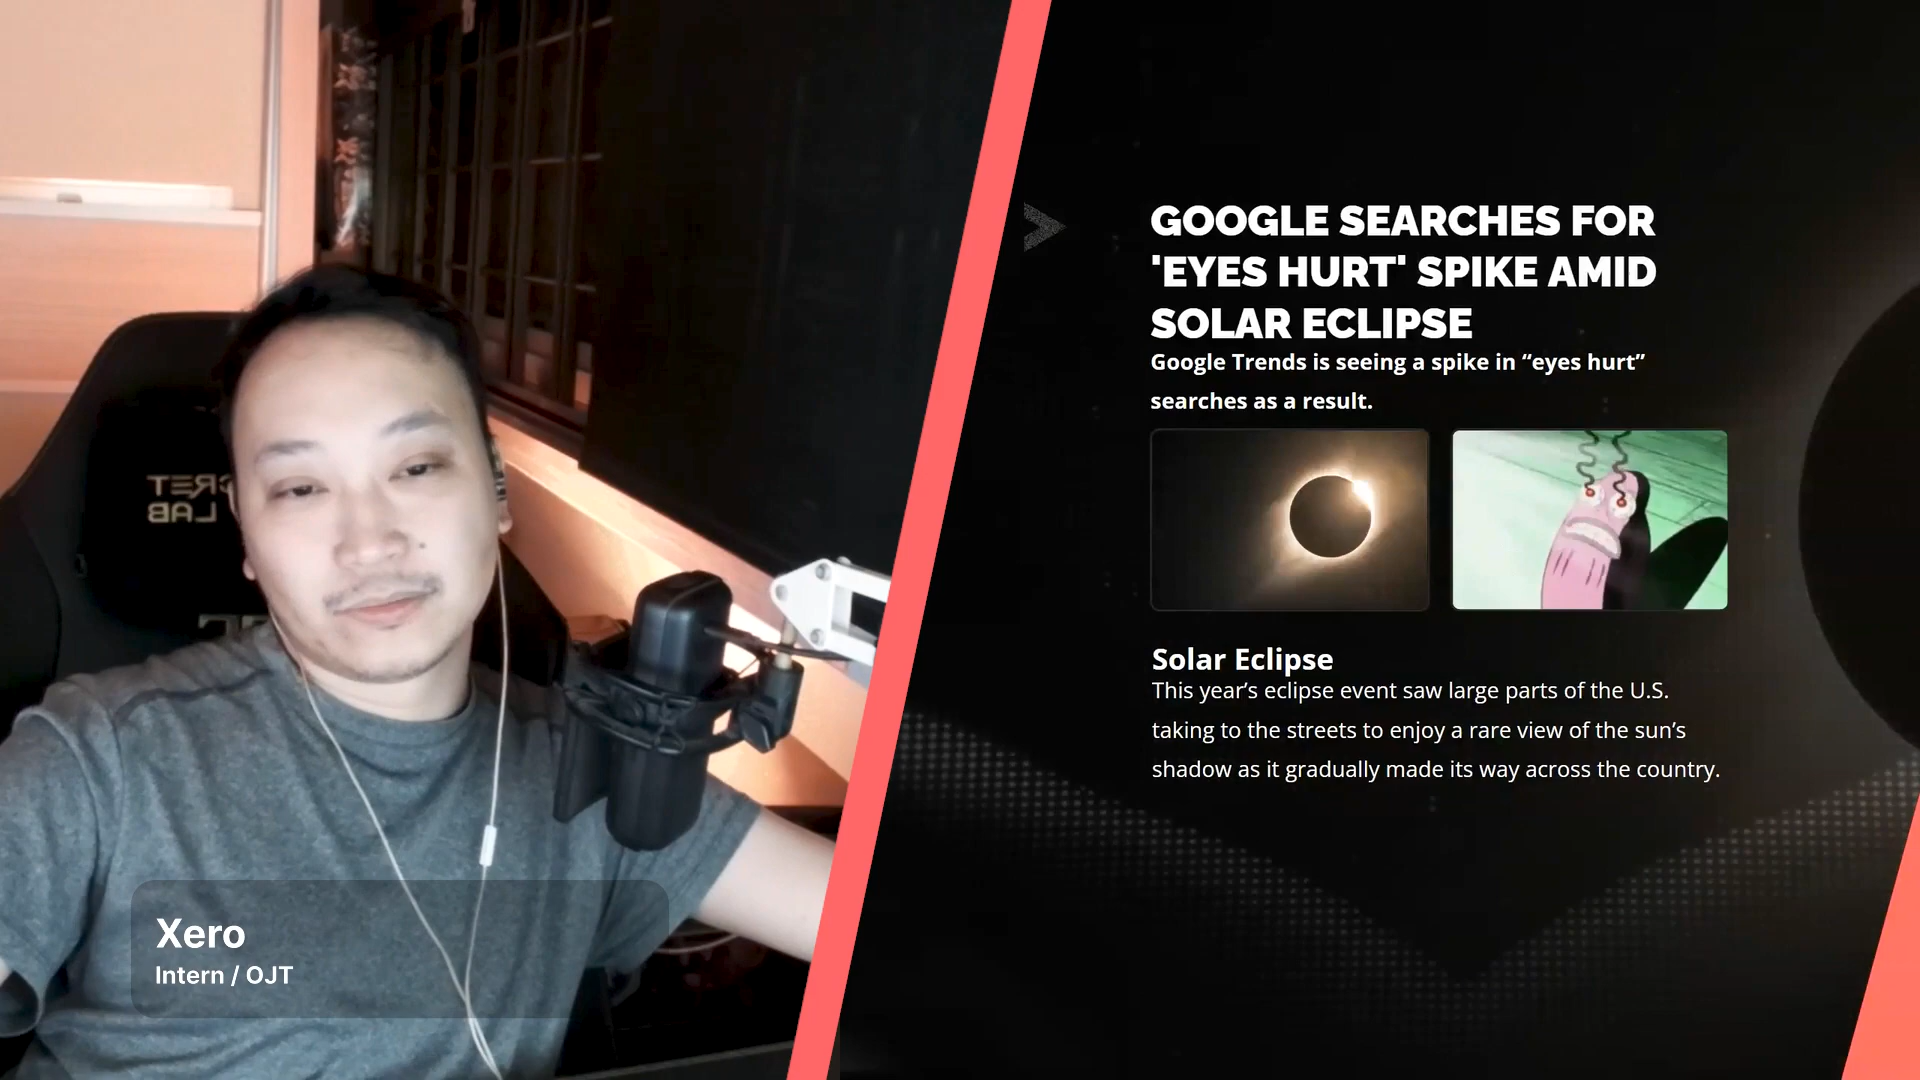 GOOGLE SEARCHES FOR
'EYES HURT' SPIKE AMID
SOLAR ECLIPSE
Google Trends is seeing a spike in “eyes hurt”
searches as a result.
Solar Eclipse
This year’s eclipse event saw large parts of the U.S.
taking to the streets to enjoy a rare view of the sun’s
shadow as it gradually made its way across the country.
SECRET
LAB
Xero
Intern / OJT